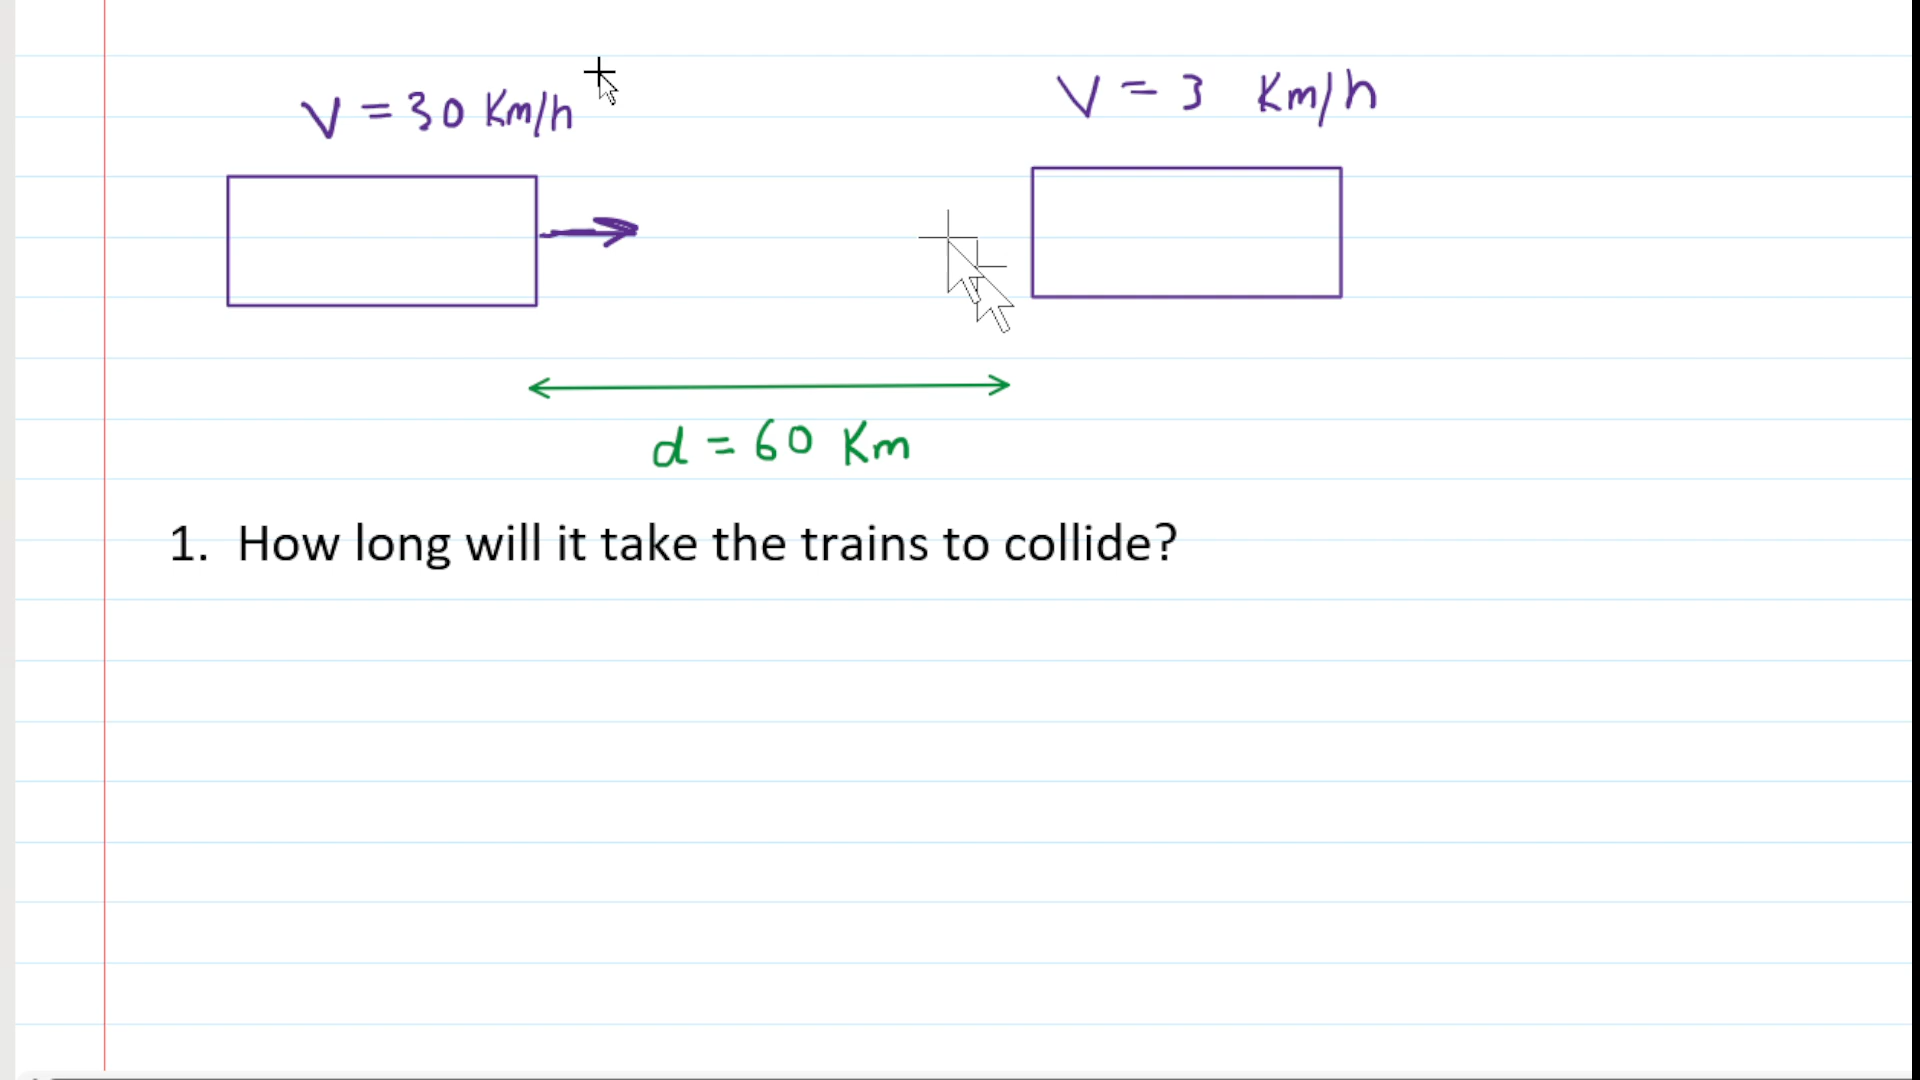 V = 30 Km/h
V = 3 Km/h
d = 60 Km
1. How long will it take the trains to collide?